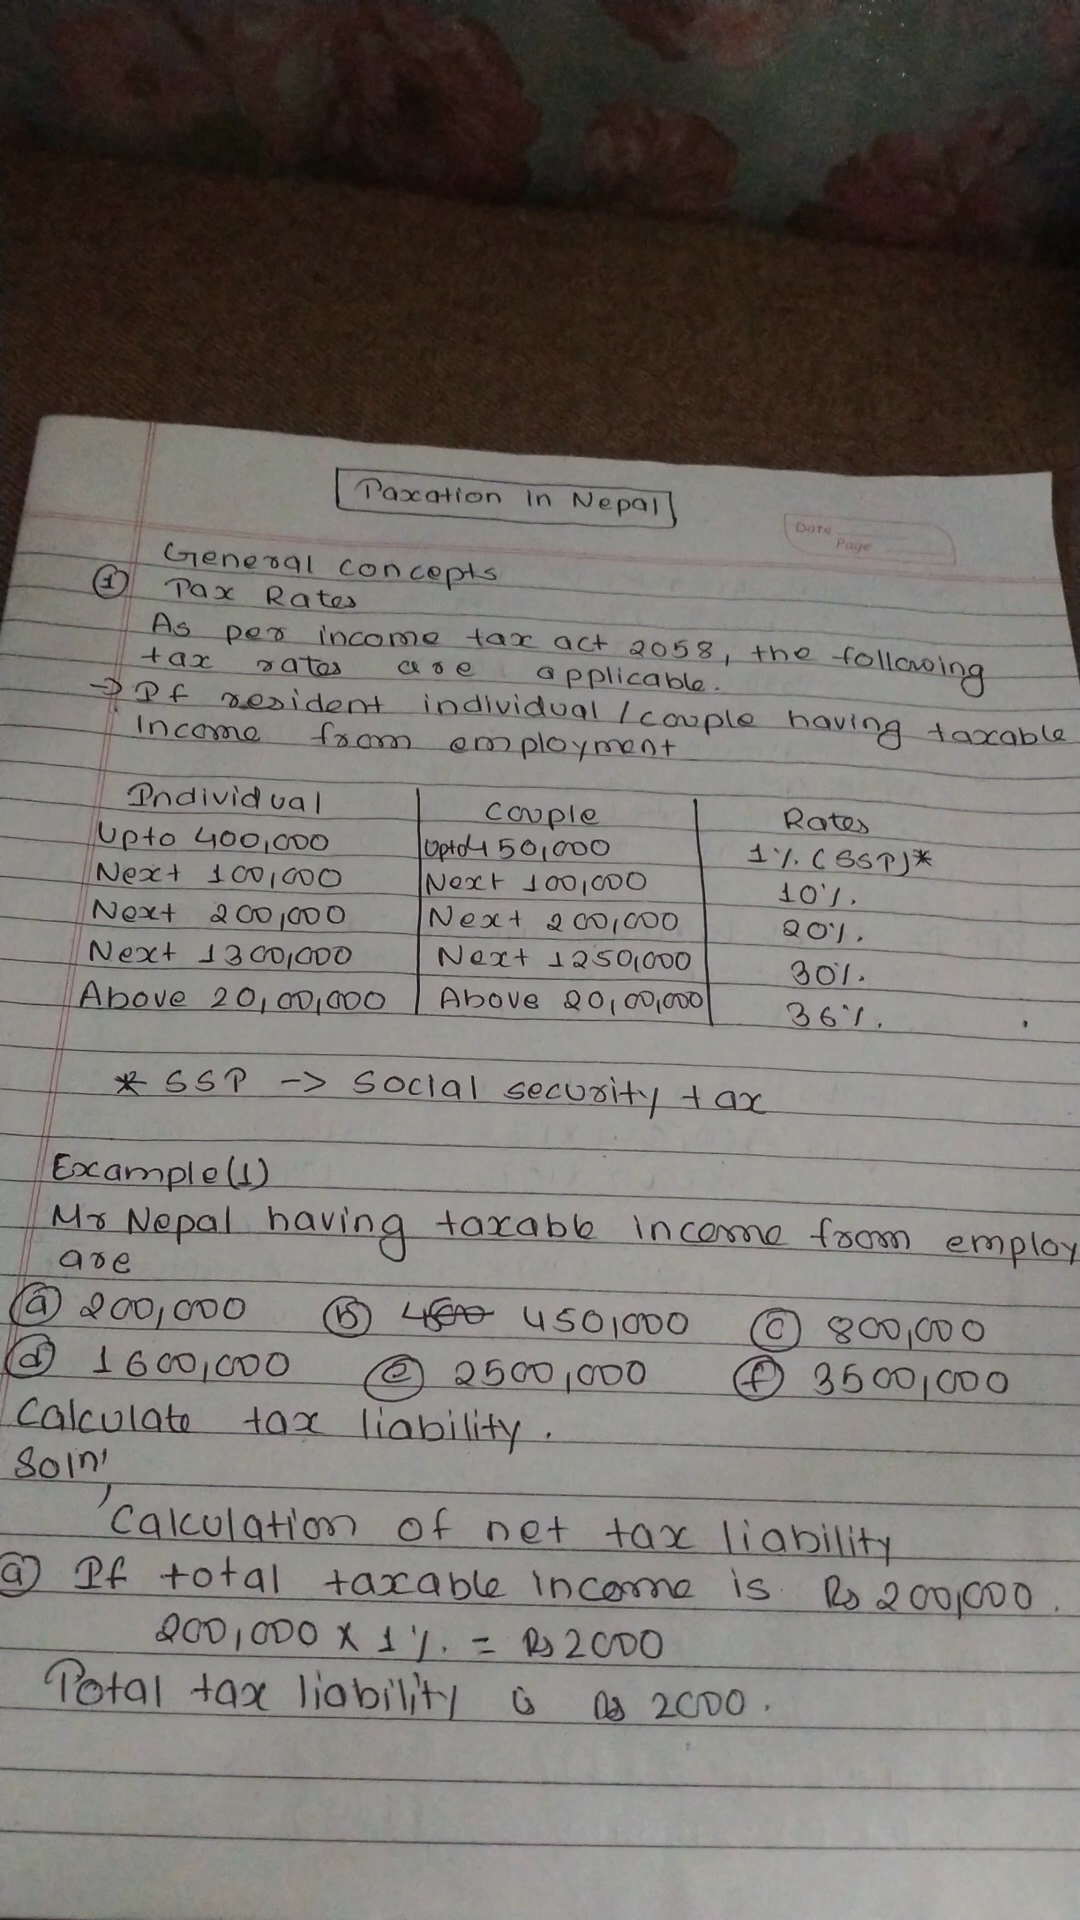 Taxation in Nepal
Date
Page
General concepts
① Tax Rates
As per income tax act 2058, the following
tax rates are applicable.
→ If resident individual / couple having taxable
income from employment
Individual | couple | Rates
Upto 400,000 | Upto 450,000 | 1% (SST)*
Next 100,000 | Next 100,000 | 10%.
Next 200,000 | Next 200,000 | 20%.
Next 1300,000 | Next 1250,000 | 30%.
Above 20,00,000 | Above 20,00,000 | 36%.
* SST -> Social security tax
Example (1)
Mr Nepal having taxable income from employ
are
ⓐ 200,000 ⓑ 450,000 ⓒ 800,000
ⓓ 1600,000 ⓔ 2500,000 ⓕ 3500,000
Calculate tax liability.
Soln'
Calculation of net tax liability
ⓐ If total taxable income is Rs 200,000.
200,000 x 1% = Rs 2000
Total tax liability is Rs 2000.